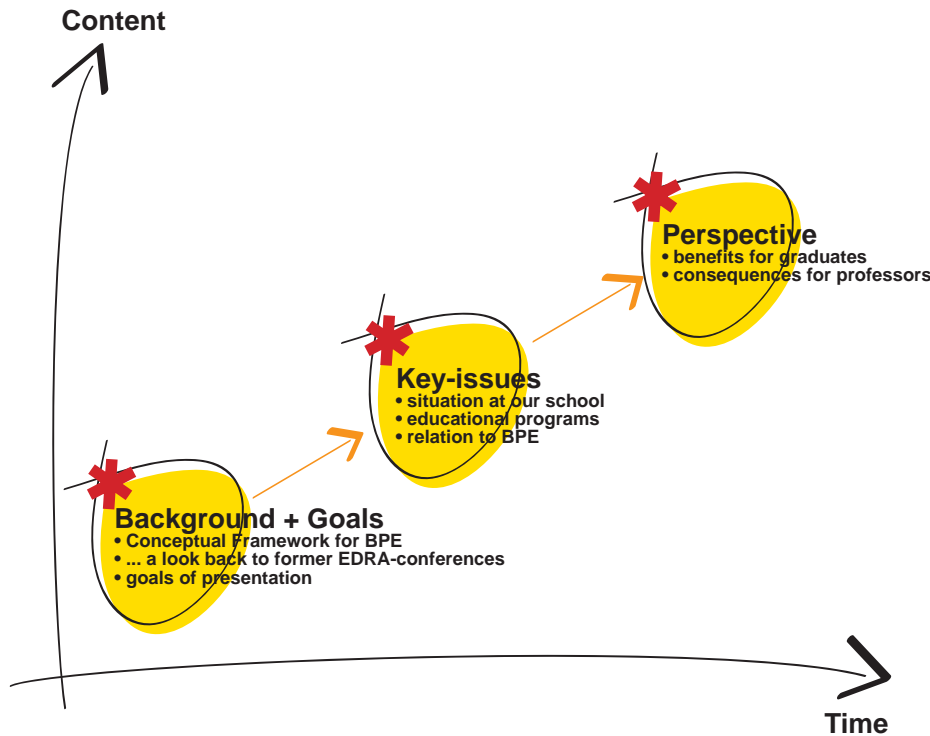 Content
Perspective
• benefits for graduates
• consequences for professors
Key-issues
• situation at our school
• educational programs
• relation to BPE
Background + Goals
• Conceptual Framework for BPE
• ... a look back to former EDRA-conferences
• goals of presentation
Time